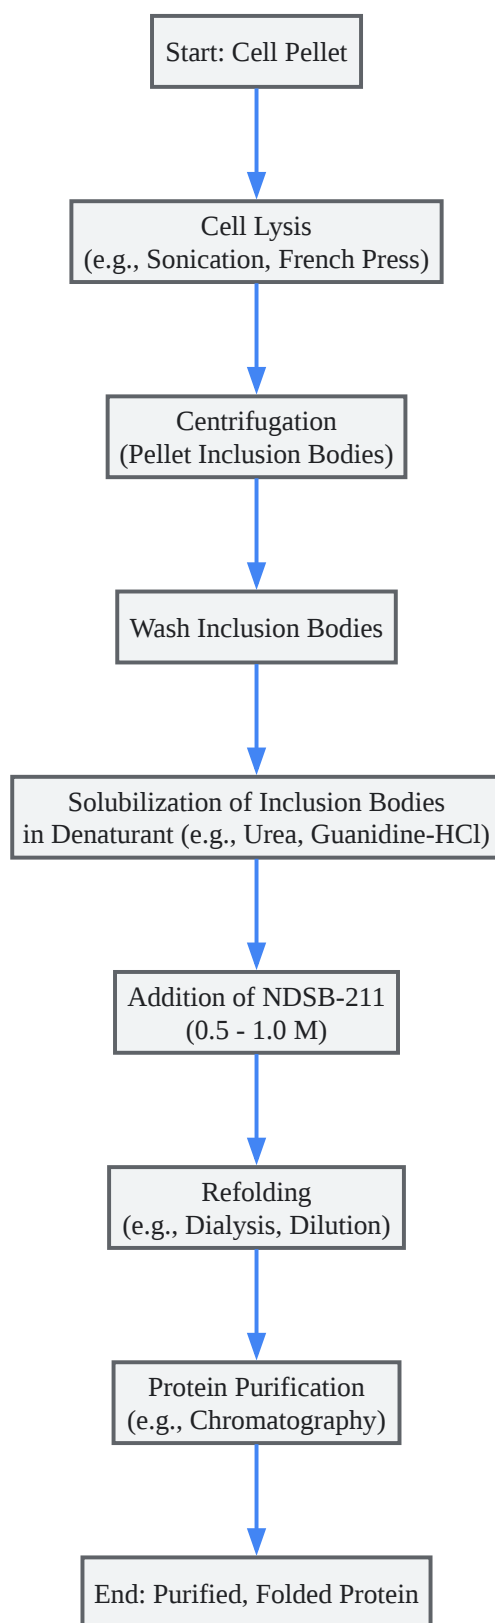 Start: Cell Pellet
Cell Lysis
(e.g., Sonication, French Press)
Centrifugation
(Pellet Inclusion Bodies)
Wash Inclusion Bodies
Solubilization of Inclusion Bodies
in Denaturant (e.g., Urea, Guanidine-HCl)
Addition of NDSB-211
(0.5 - 1.0 M)
Refolding
(e.g., Dialysis, Dilution)
Protein Purification
(e.g., Chromatography)
End: Purified, Folded Protein